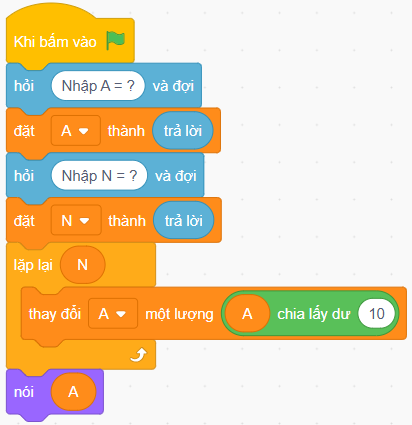 Khi bấm vào
hỏi Nhập A = ? và đợi
đặt A thành trả lời
hỏi Nhập N = ? và đợi
đặt N thành trả lời
lặp lại N
thay đổi A một lượng A chia lấy dư 10
nói A